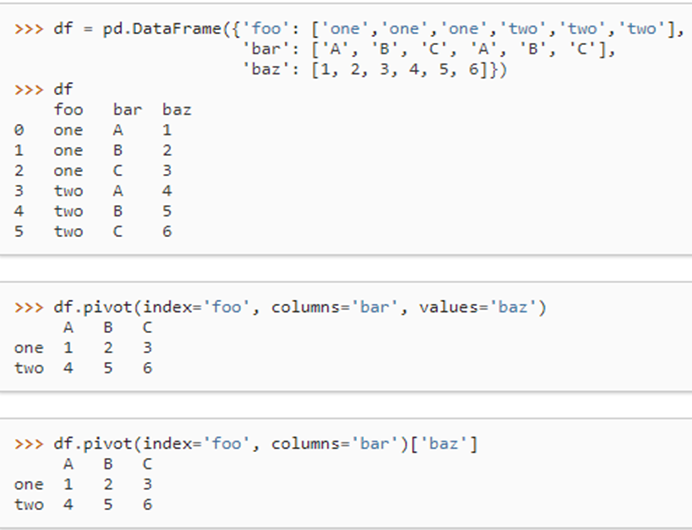 >>> df = pd.DataFrame({'foo': ['one','one','one','two','two','two'],
'bar': ['A', 'B', 'C', 'A', 'B', 'C'],
'baz': [1, 2, 3, 4, 5, 6]})
>>> df
foo bar baz
0 one A 1
1 one B 2
2 one C 3
3 two A 4
4 two B 5
5 two C 6
>>> df.pivot(index='foo', columns='bar', values='baz')
A B C
one 1 2 3
two 4 5 6
>>> df.pivot(index='foo', columns='bar')['baz']
A B C
one 1 2 3
two 4 5 6